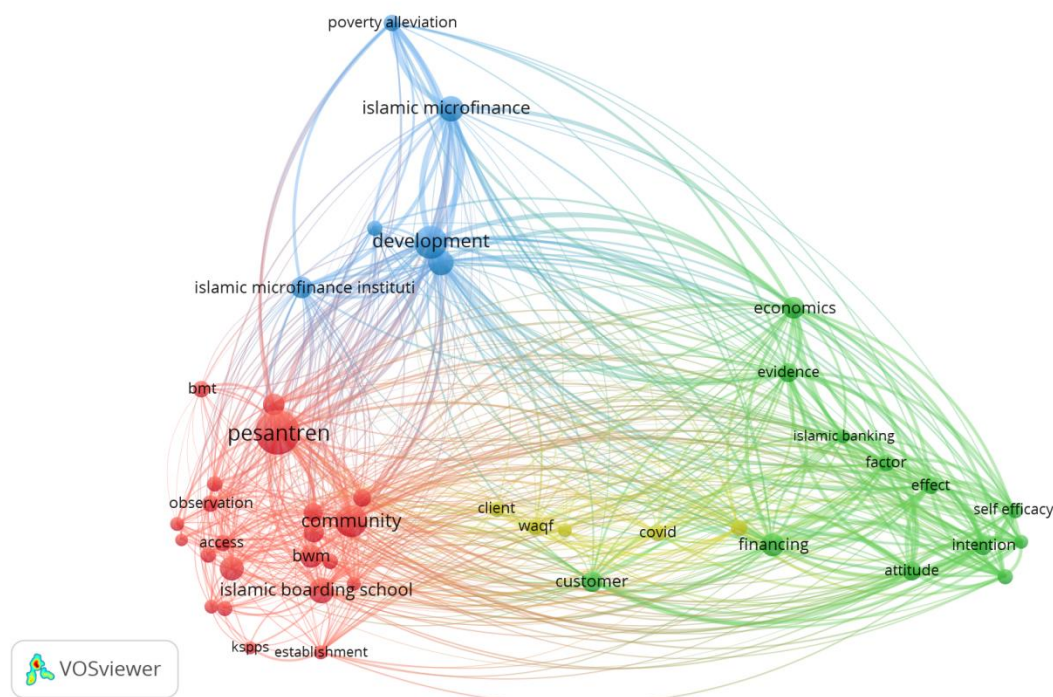 poverty alleviation
islamic microfinance
development
islamic microfinance instituti
economics
evidence
bmt
pesantren
islamic banking
factor
effect
observation
client
self efficacy
community
waqf
covid
access
financing
intention
bwm
attitude
customer
islamic boarding school
kspps
establishment
VOSviewer